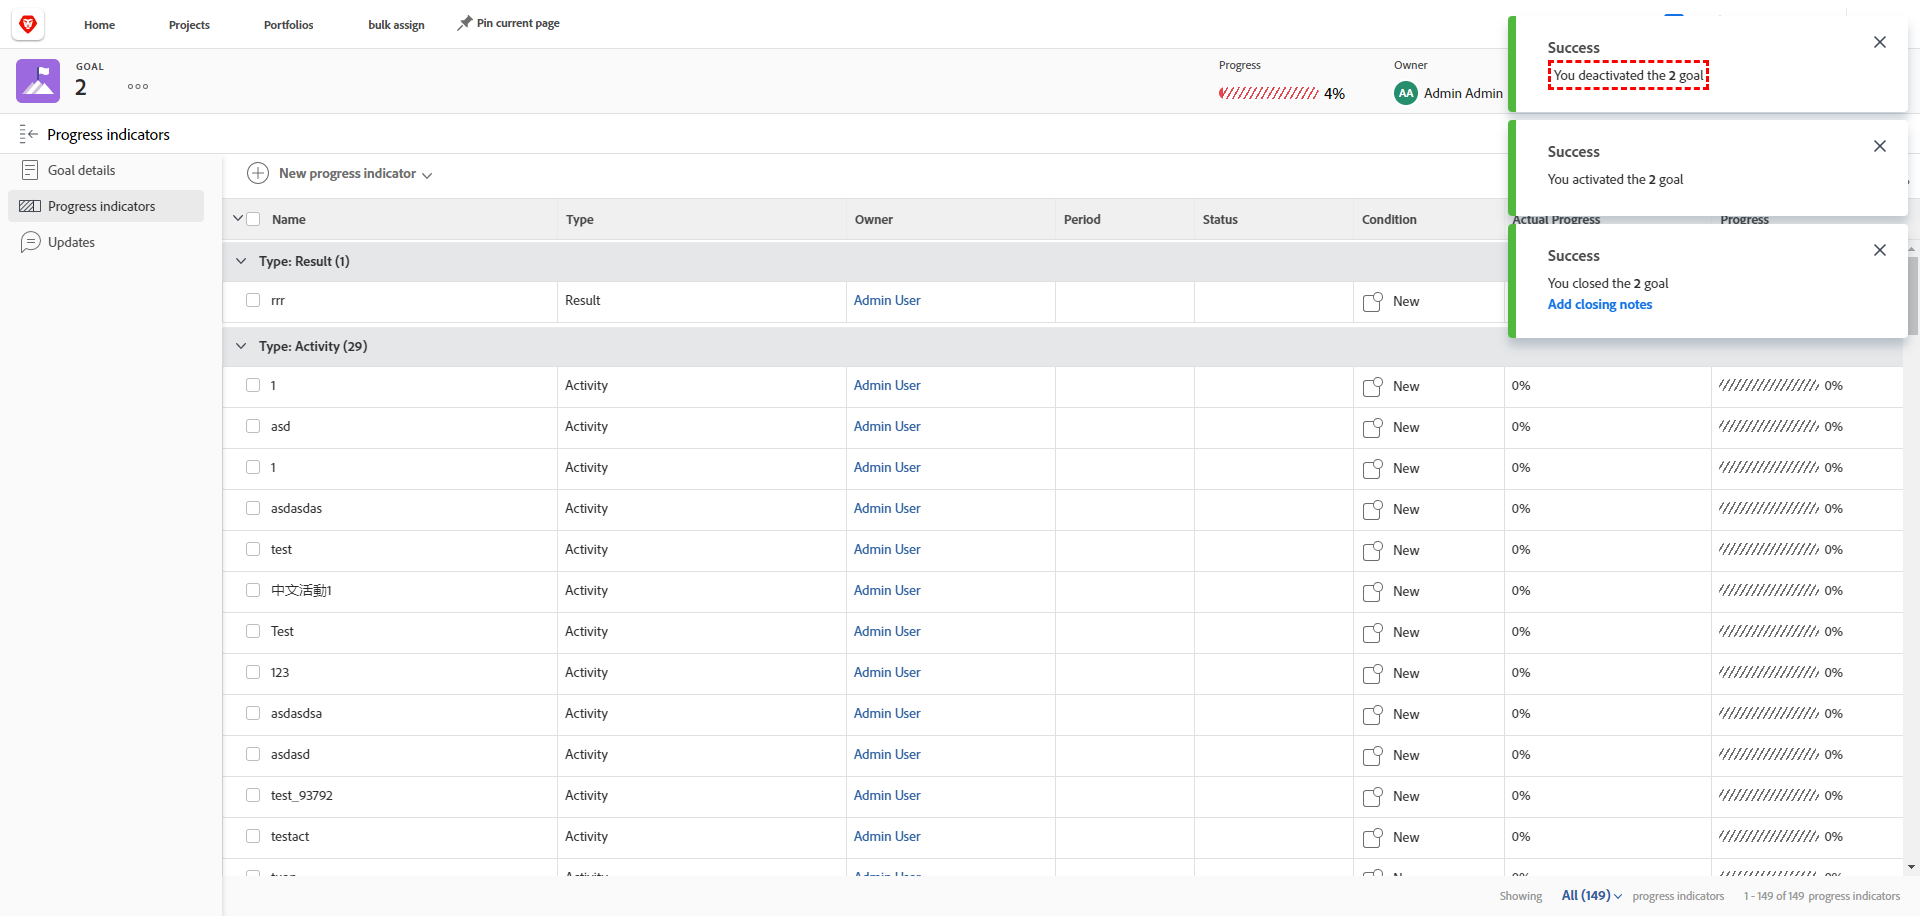 Home Projects Portfolios bulk assign Pin current page
GOAL
2
Progress
4%
Owner
AA Admin Admin
Success
You deactivated the 2 goal
Success
You activated the 2 goal
Success
You closed the 2 goal
Add closing notes
Progress indicators
Goal details
Progress indicators
Updates
New progress indicator
Name Type Owner Period Status Condition Actual Progress Progress
Type: Result (1)
rrr Result Admin User New
Type: Activity (29)
1 Activity Admin User New 0% 0%
asd Activity Admin User New 0% 0%
1 Activity Admin User New 0% 0%
asdasdas Activity Admin User New 0% 0%
test Activity Admin User New 0% 0%
中文活動1 Activity Admin User New 0% 0%
Test Activity Admin User New 0% 0%
123 Activity Admin User New 0% 0%
asdasdsa Activity Admin User New 0% 0%
asdasd Activity Admin User New 0% 0%
test_93792 Activity Admin User New 0% 0%
testact Activity Admin User New 0% 0%
Showing All (149) progress indicators 1 - 149 of 149 progress indicators